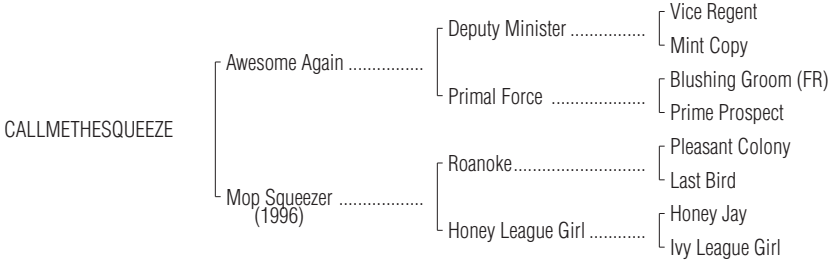 Vice Regent
Deputy Minister ................
Mint Copy
Awesome Again ................
Blushing Groom (FR)
Primal Force ....................
Prime Prospect
CALLMETHESQUEEZE
Pleasant Colony
Roanoke............................
Last Bird
Mop Squeezer ..................
(1996)
Honey Jay
Honey League Girl ............
Ivy League Girl